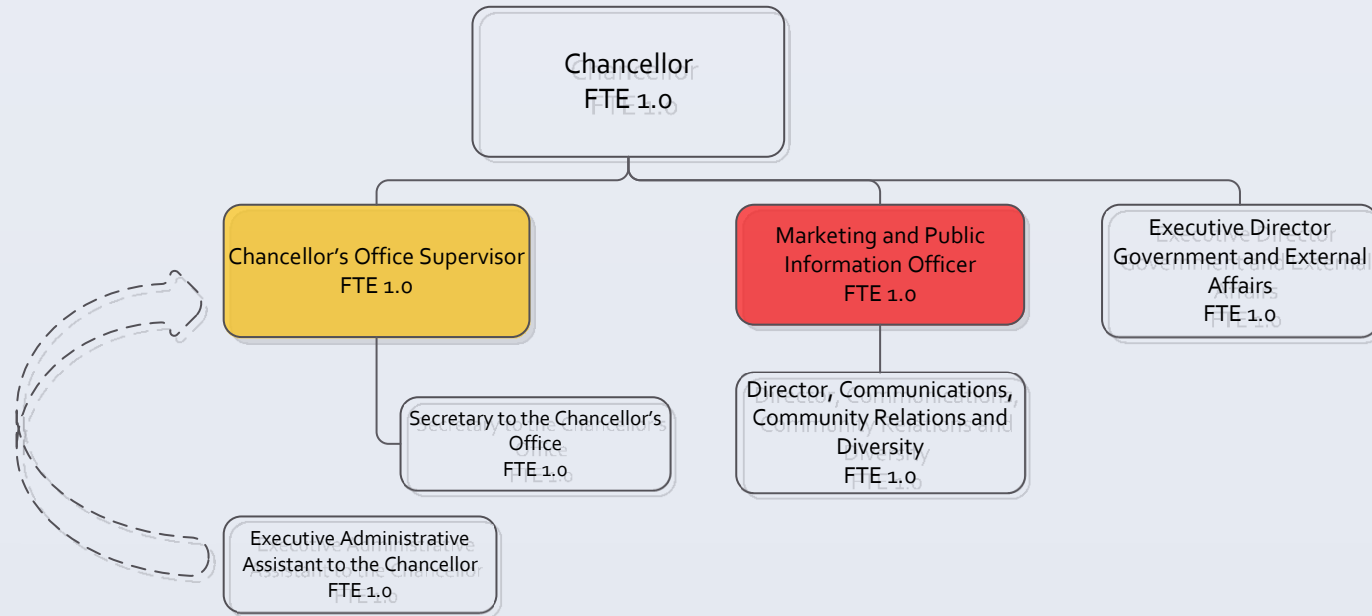 Chancellor
FTE 1.0
Chancellor’s Office Supervisor
FTE 1.0
Marketing and Public
Information Officer
FTE 1.0
Executive Director
Government and External
Affairs
FTE 1.0
Secretary to the Chancellor’s
Office
FTE 1.0
Director, Communications,
Community Relations and
Diversity
FTE 1.0
Executive Administrative
Assistant to the Chancellor
FTE 1.0